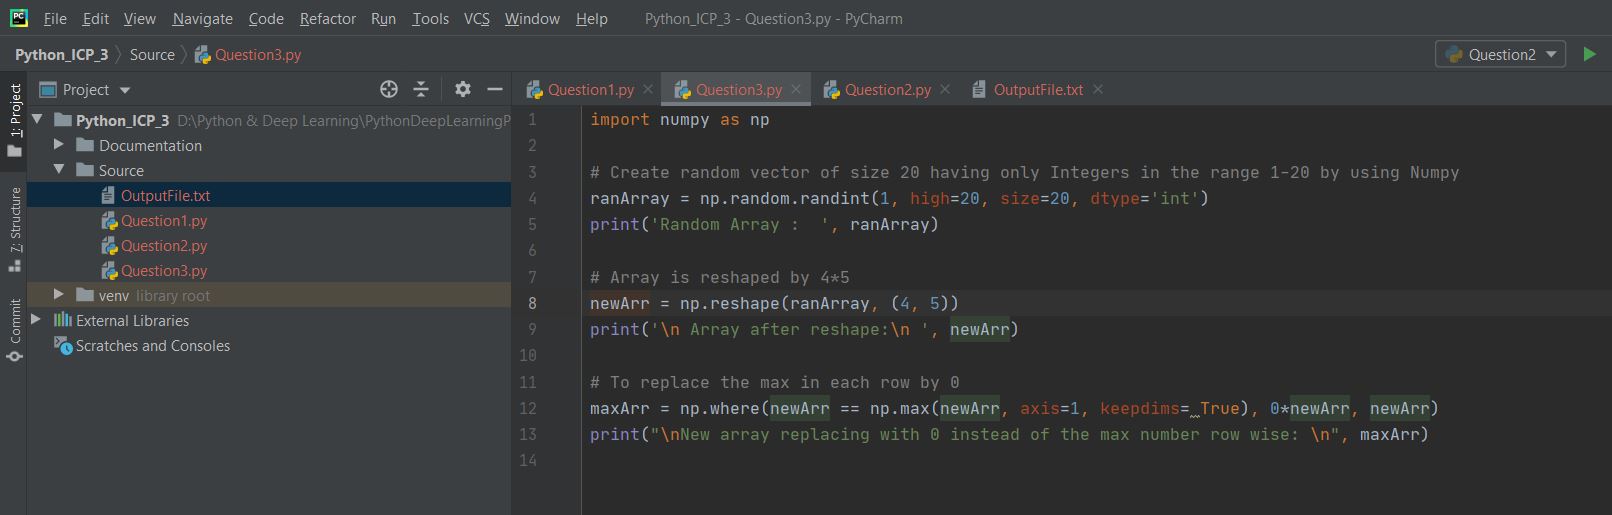 PC File Edit View Navigate Code Refactor Run Tools VCS Window Help Python_ICP_3 - Question3.py - PyCharm
Python_ICP_3 Source Question3.py Question2
1: Project
7: Structure
Commit
Project
Python_ICP_3 D:\Python & Deep Learning\PythonDeepLearningP
Documentation
Source
OutputFile.txt
Question1.py
Question2.py
Question3.py
venv library root
External Libraries
Scratches and Consoles
Question1.py Question3.py Question2.py OutputFile.txt
1 import numpy as np
2
3 # Create random vector of size 20 having only Integers in the range 1-20 by using Numpy
4 ranArray = np.random.randint(1, high=20, size=20, dtype='int')
5 print('Random Array :  ', ranArray)
6
7 # Array is reshaped by 4*5
8 newArr = np.reshape(ranArray, (4, 5))
9 print('\n Array after reshape:\n ', newArr)
10
11 # To replace the max in each row by 0
12 maxArr = np.where(newArr == np.max(newArr, axis=1, keepdims= True), 0*newArr, newArr)
13 print("\nNew array replacing with 0 instead of the max number row wise: \n", maxArr)
14